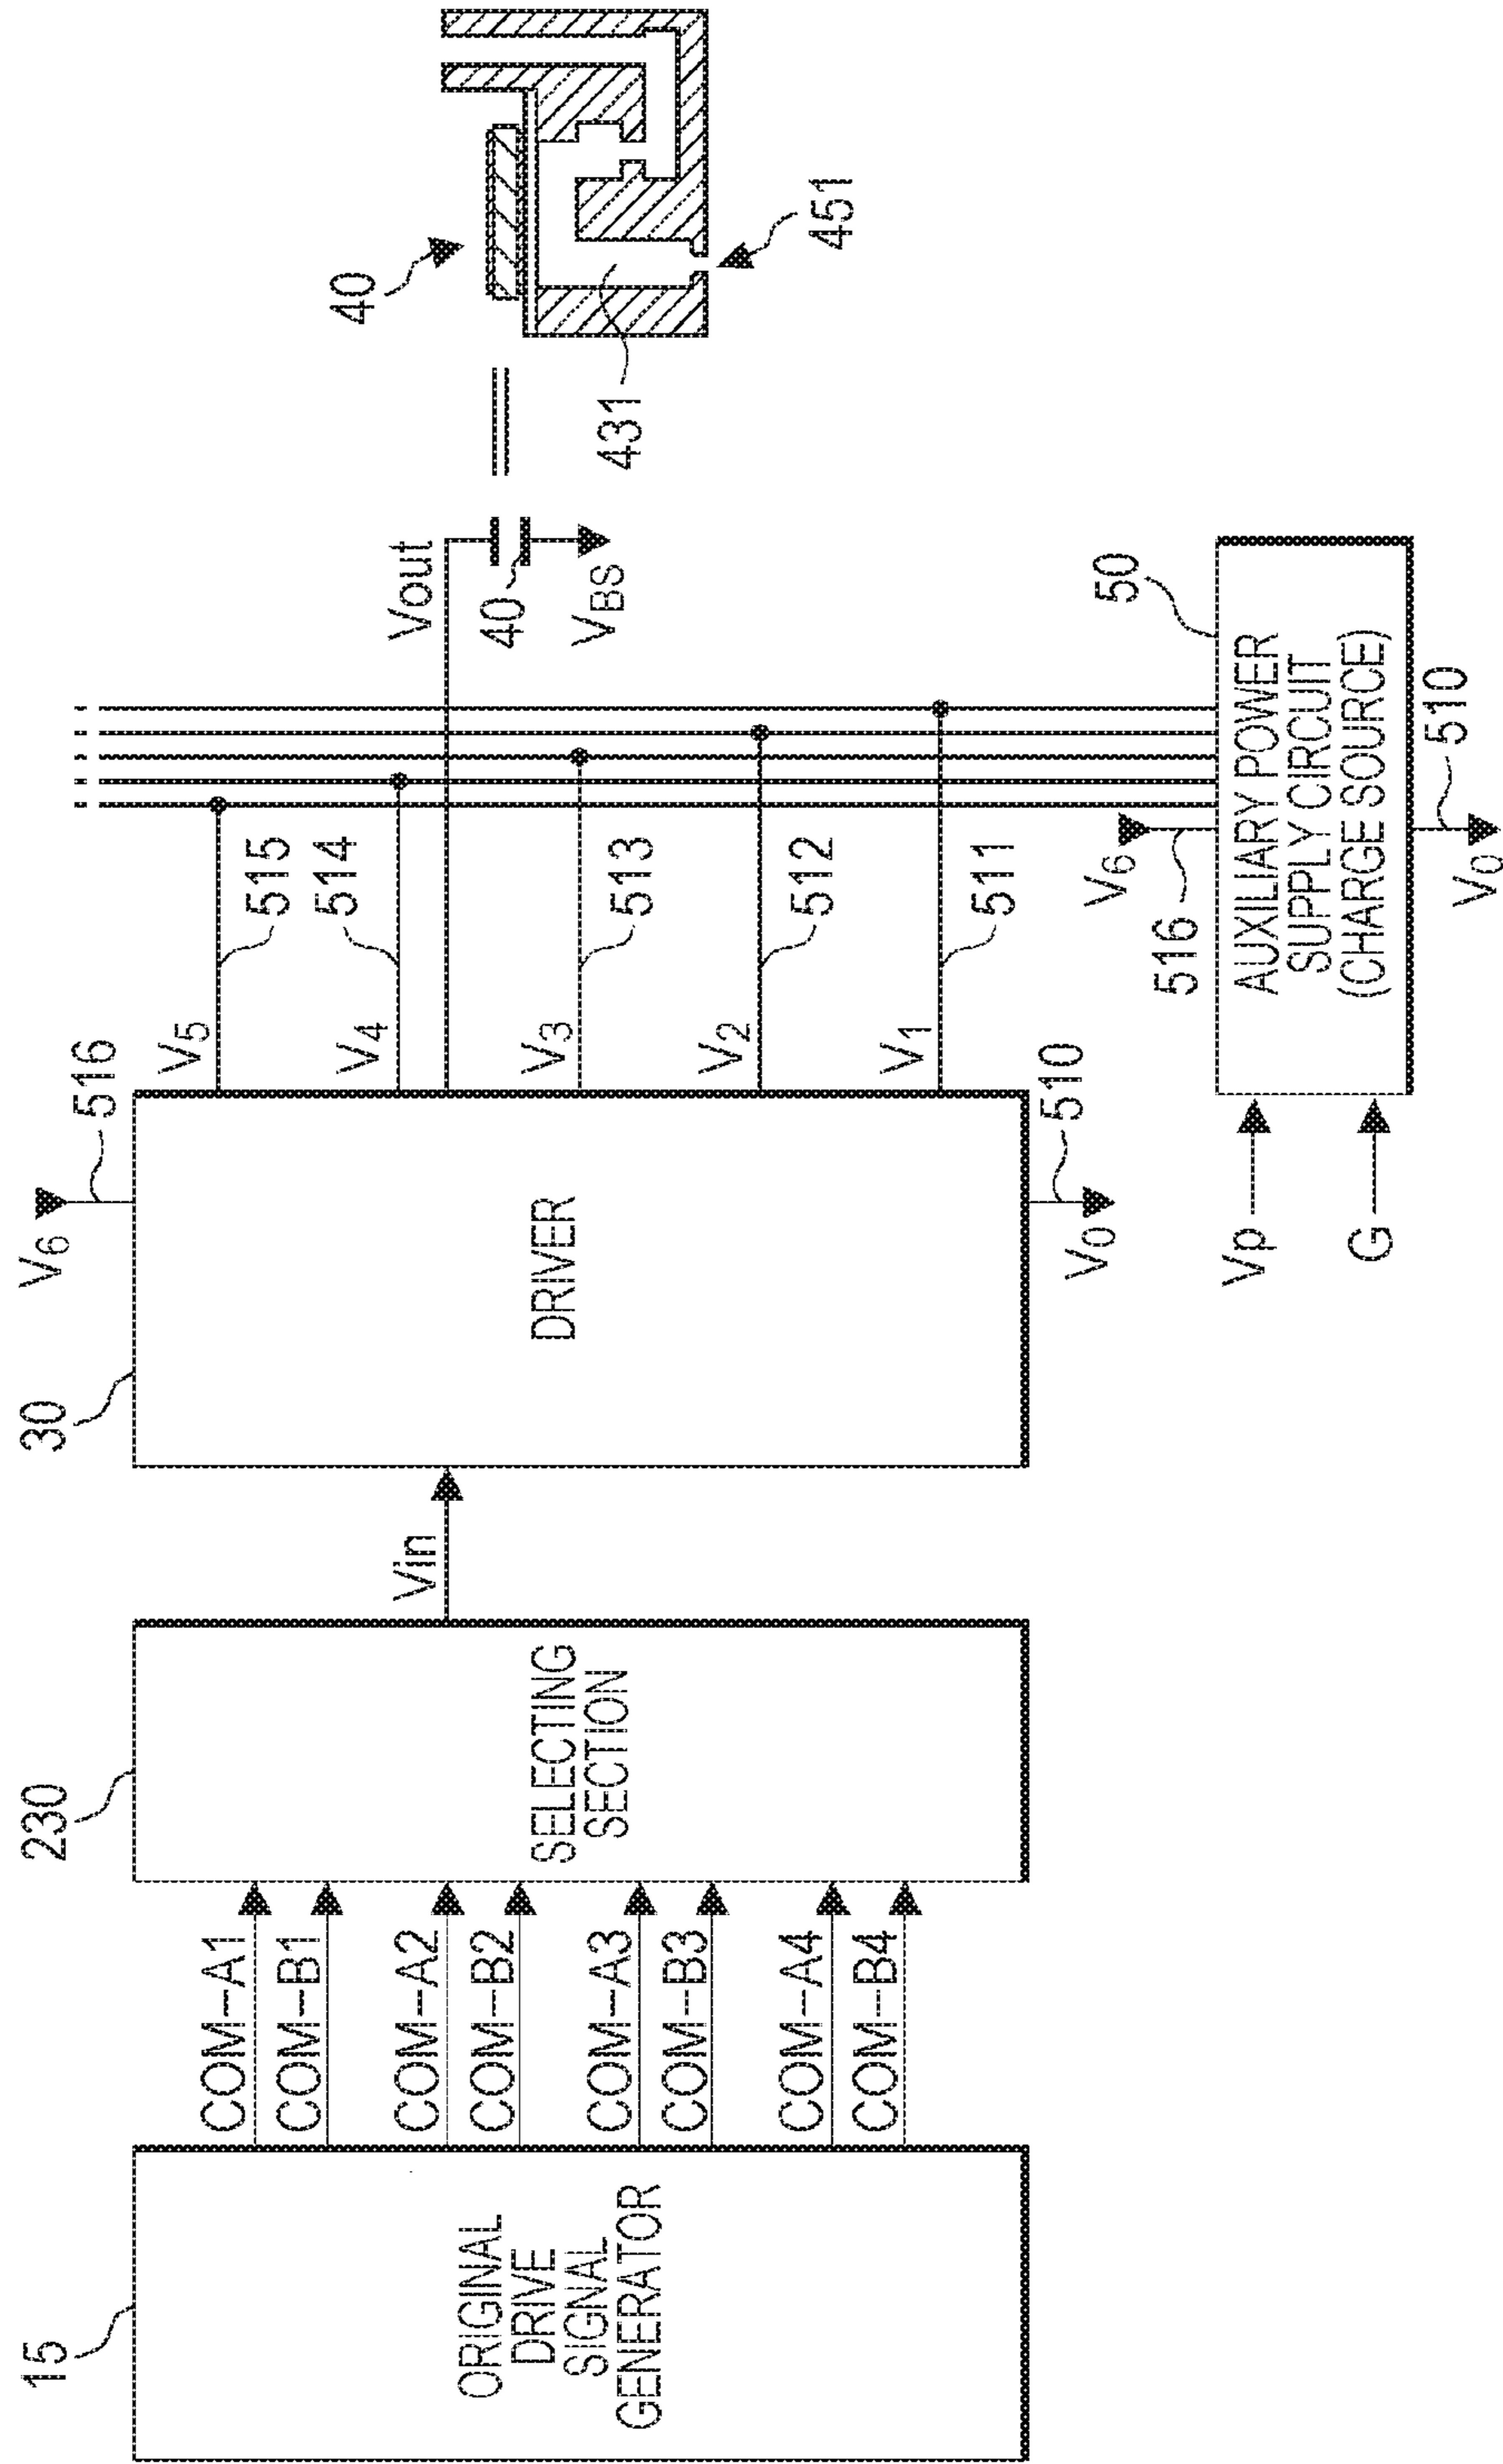 15
ORIGINAL
DRIVE
SIGNAL
GENERATOR
COM-A1
COM-B1
COM-A2
COM-B2
COM-A3
COM-B3
COM-A4
COM-B4
230
SELECTING
SECTION
Vin
30
DRIVER
V6
516
V0
510
V5
515
V4
514
V3
513
V2
512
V1
511
Vout
40
VBS
40
431
451
50
AUXILIARY POWER
SUPPLY CIRCUIT
(CHARGE SOURCE)
V6
516
Vp
G
V0
510